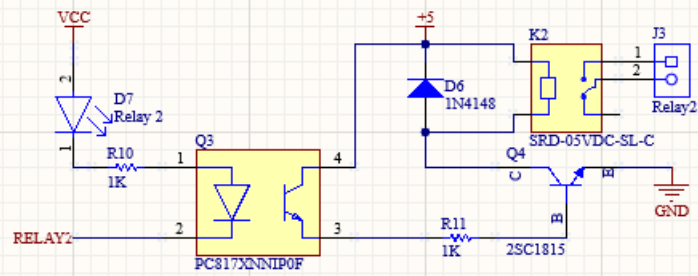 VCC
+5
K2
J3
2
D7
Relay 2
D6
1N4148
1
2
Relay2
1
R10
1K
Q3
1
4
SRD-05VDC-SL-C
Q4
C
E
GND
RELAY2
2
3
R11
1K
B
2SC1815
PC817XNNIP0F